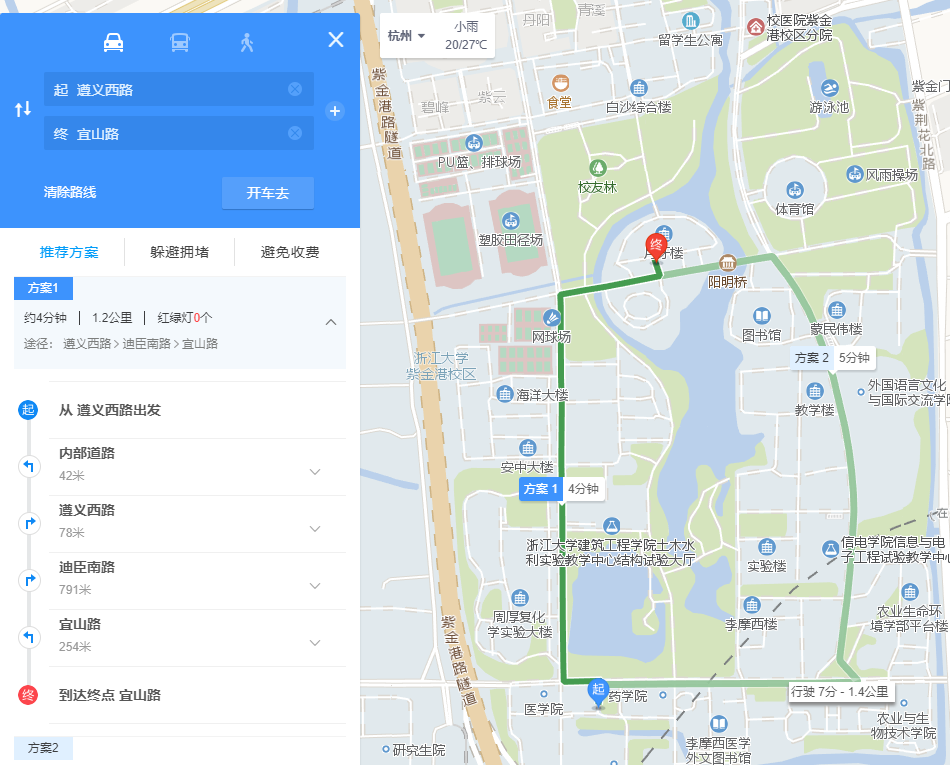 起 遵义西路
终 宜山路
清除路线
开车去
推荐方案
躲避拥堵
避免收费
方案1
约4分钟 | 1.2公里 | 红绿灯0个
途径： 遵义西路 > 迪臣南路 > 宜山路
起
从 遵义西路出发
内部道路
42米
遵义西路
78米
迪臣南路
791米
宜山路
254米
终
到达终点 宜山路
方案2
杭州
小雨
20/27℃
丹阳
青溪
留学生公寓
校医院紫金
港校区分院
紫金港路隧道
碧峰
紫云
食堂
白沙综合楼
游泳池
紫金门
紫荆花北路
PU篮、排球场
校友林
风雨操场
体育馆
塑胶田径场
终
阳明桥
网球场
图书馆
蒙民伟楼
浙江大学
紫金港校区
方案 2 5分钟
海洋大楼
教学楼
外国语言文化
与国际交流学院
安中大楼
方案 1 4分钟
在
浙江大学建筑工程学院土木水
利实验教学中心结构试验大厅
信电学院信息与电
子工程试验教学中心
实验楼
周厚复化
学实验大楼
李摩西楼
农业生命环
境学部平台楼
紫金港路隧道
起
药学院
医学院
行驶 7分 - 1.4公里
农业与生
物技术学院
李摩西医学
外文图书馆
研究生院